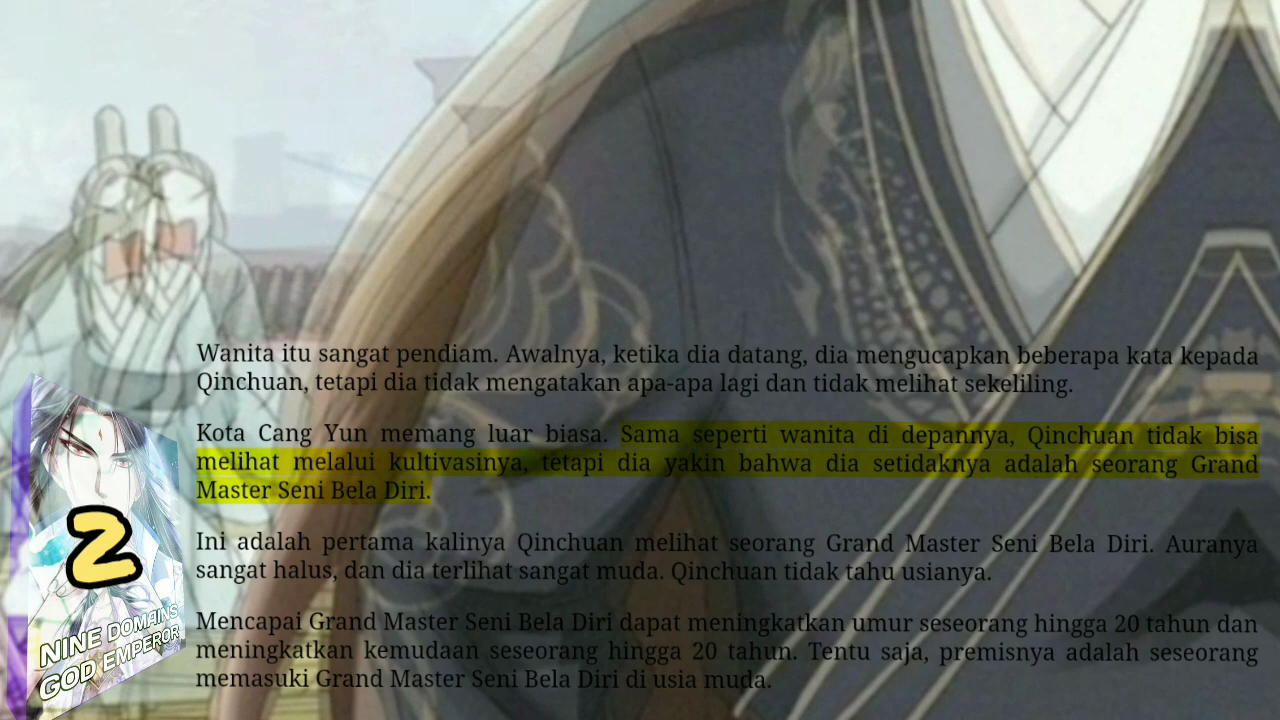 Wanita itu sangat pendiam. Awalnya, ketika dia datang, dia mengucapkan beberapa kata kepada
Qinchuan, tetapi dia tidak mengatakan apa-apa lagi dan tidak melihat sekeliling.
Kota Cang Yun memang luar biasa. Sama seperti wanita di depannya, Qinchuan tidak bisa
melihat melalui kultivasinya, tetapi dia yakin bahwa dia setidaknya adalah seorang Grand
Master Seni Bela Diri.
Ini adalah pertama kalinya Qinchuan melihat seorang Grand Master Seni Bela Diri. Auranya
sangat halus, dan dia terlihat sangat muda. Qinchuan tidak tahu usianya.
Mencapai Grand Master Seni Bela Diri dapat meningkatkan umur seseorang hingga 20 tahun dan
meningkatkan kemudaan seseorang hingga 20 tahun. Tentu saja, premisnya adalah seseorang
memasuki Grand Master Seni Bela Diri di usia muda.
2
NINE DOMAINS
GOD EMPEROR